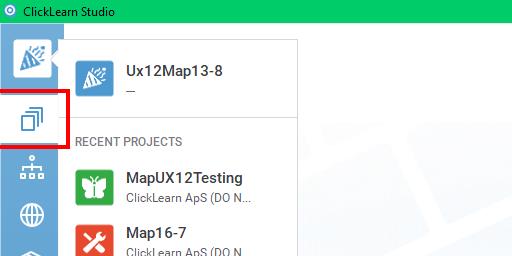 ClickLearn Studio
Ux12Map13-8
—
RECENT PROJECTS
MapUX12Testing
ClickLearn ApS (DO N...
Map16-7
ClickLearn ApS (DO N...